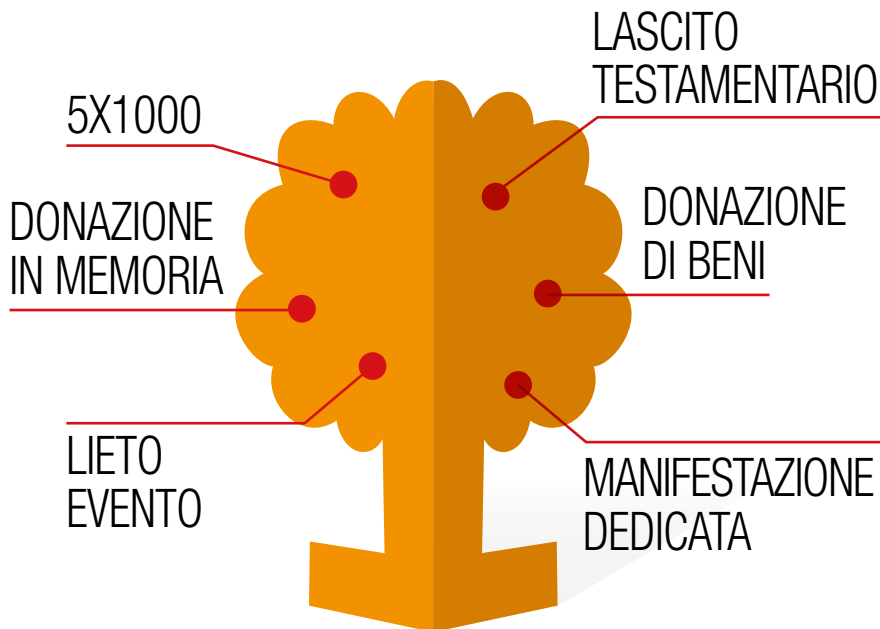 5X1000
DONAZIONE
IN MEMORIA
LIETO
EVENTO
LASCITO
TESTAMENTARIO
DONAZIONE
DI BENI
MANIFESTAZIONE
DEDICATA